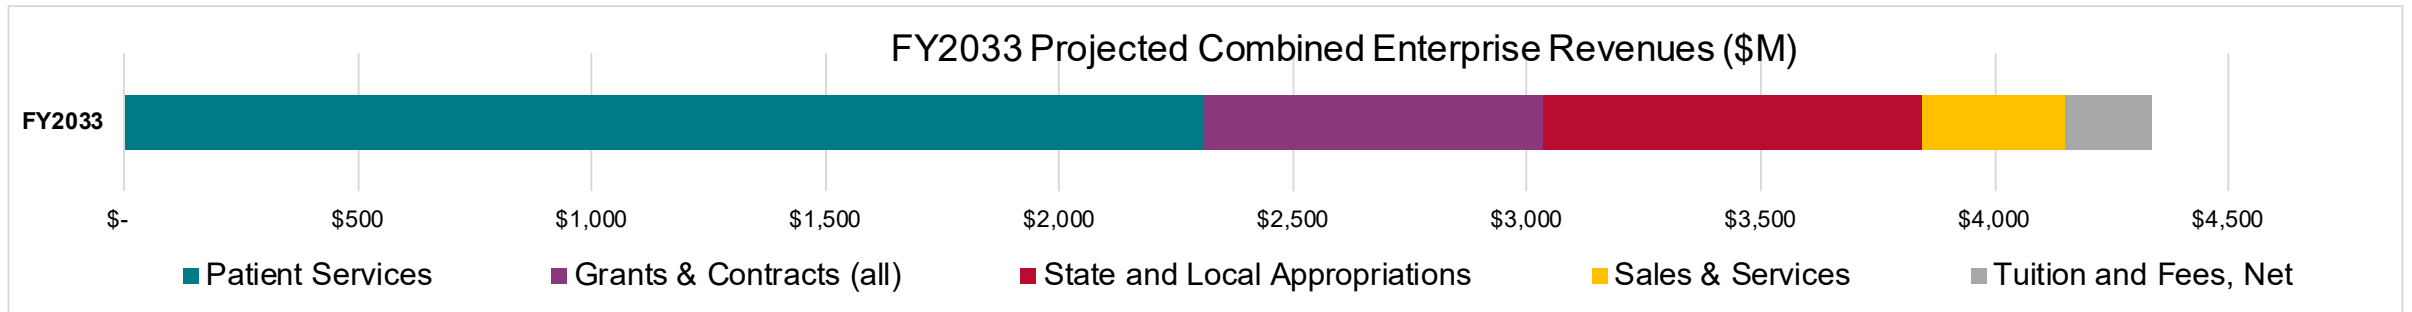 FY2033 Projected Combined Enterprise Revenues ($M)
FY2033
$- $500 $1,000 $1,500 $2,000 $2,500 $3,000 $3,500 $4,000 $4,500
Patient Services Grants & Contracts (all) State and Local Appropriations Sales & Services Tuition and Fees, Net